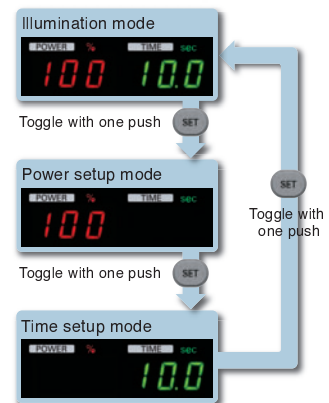 Illumination mode
POWER % TIME sec
100 10.0
Toggle with one push SET
Power setup mode
POWER % TIME sec
100
SET
Toggle with
one push
Toggle with one push SET
Time setup mode
POWER % TIME sec
10.0